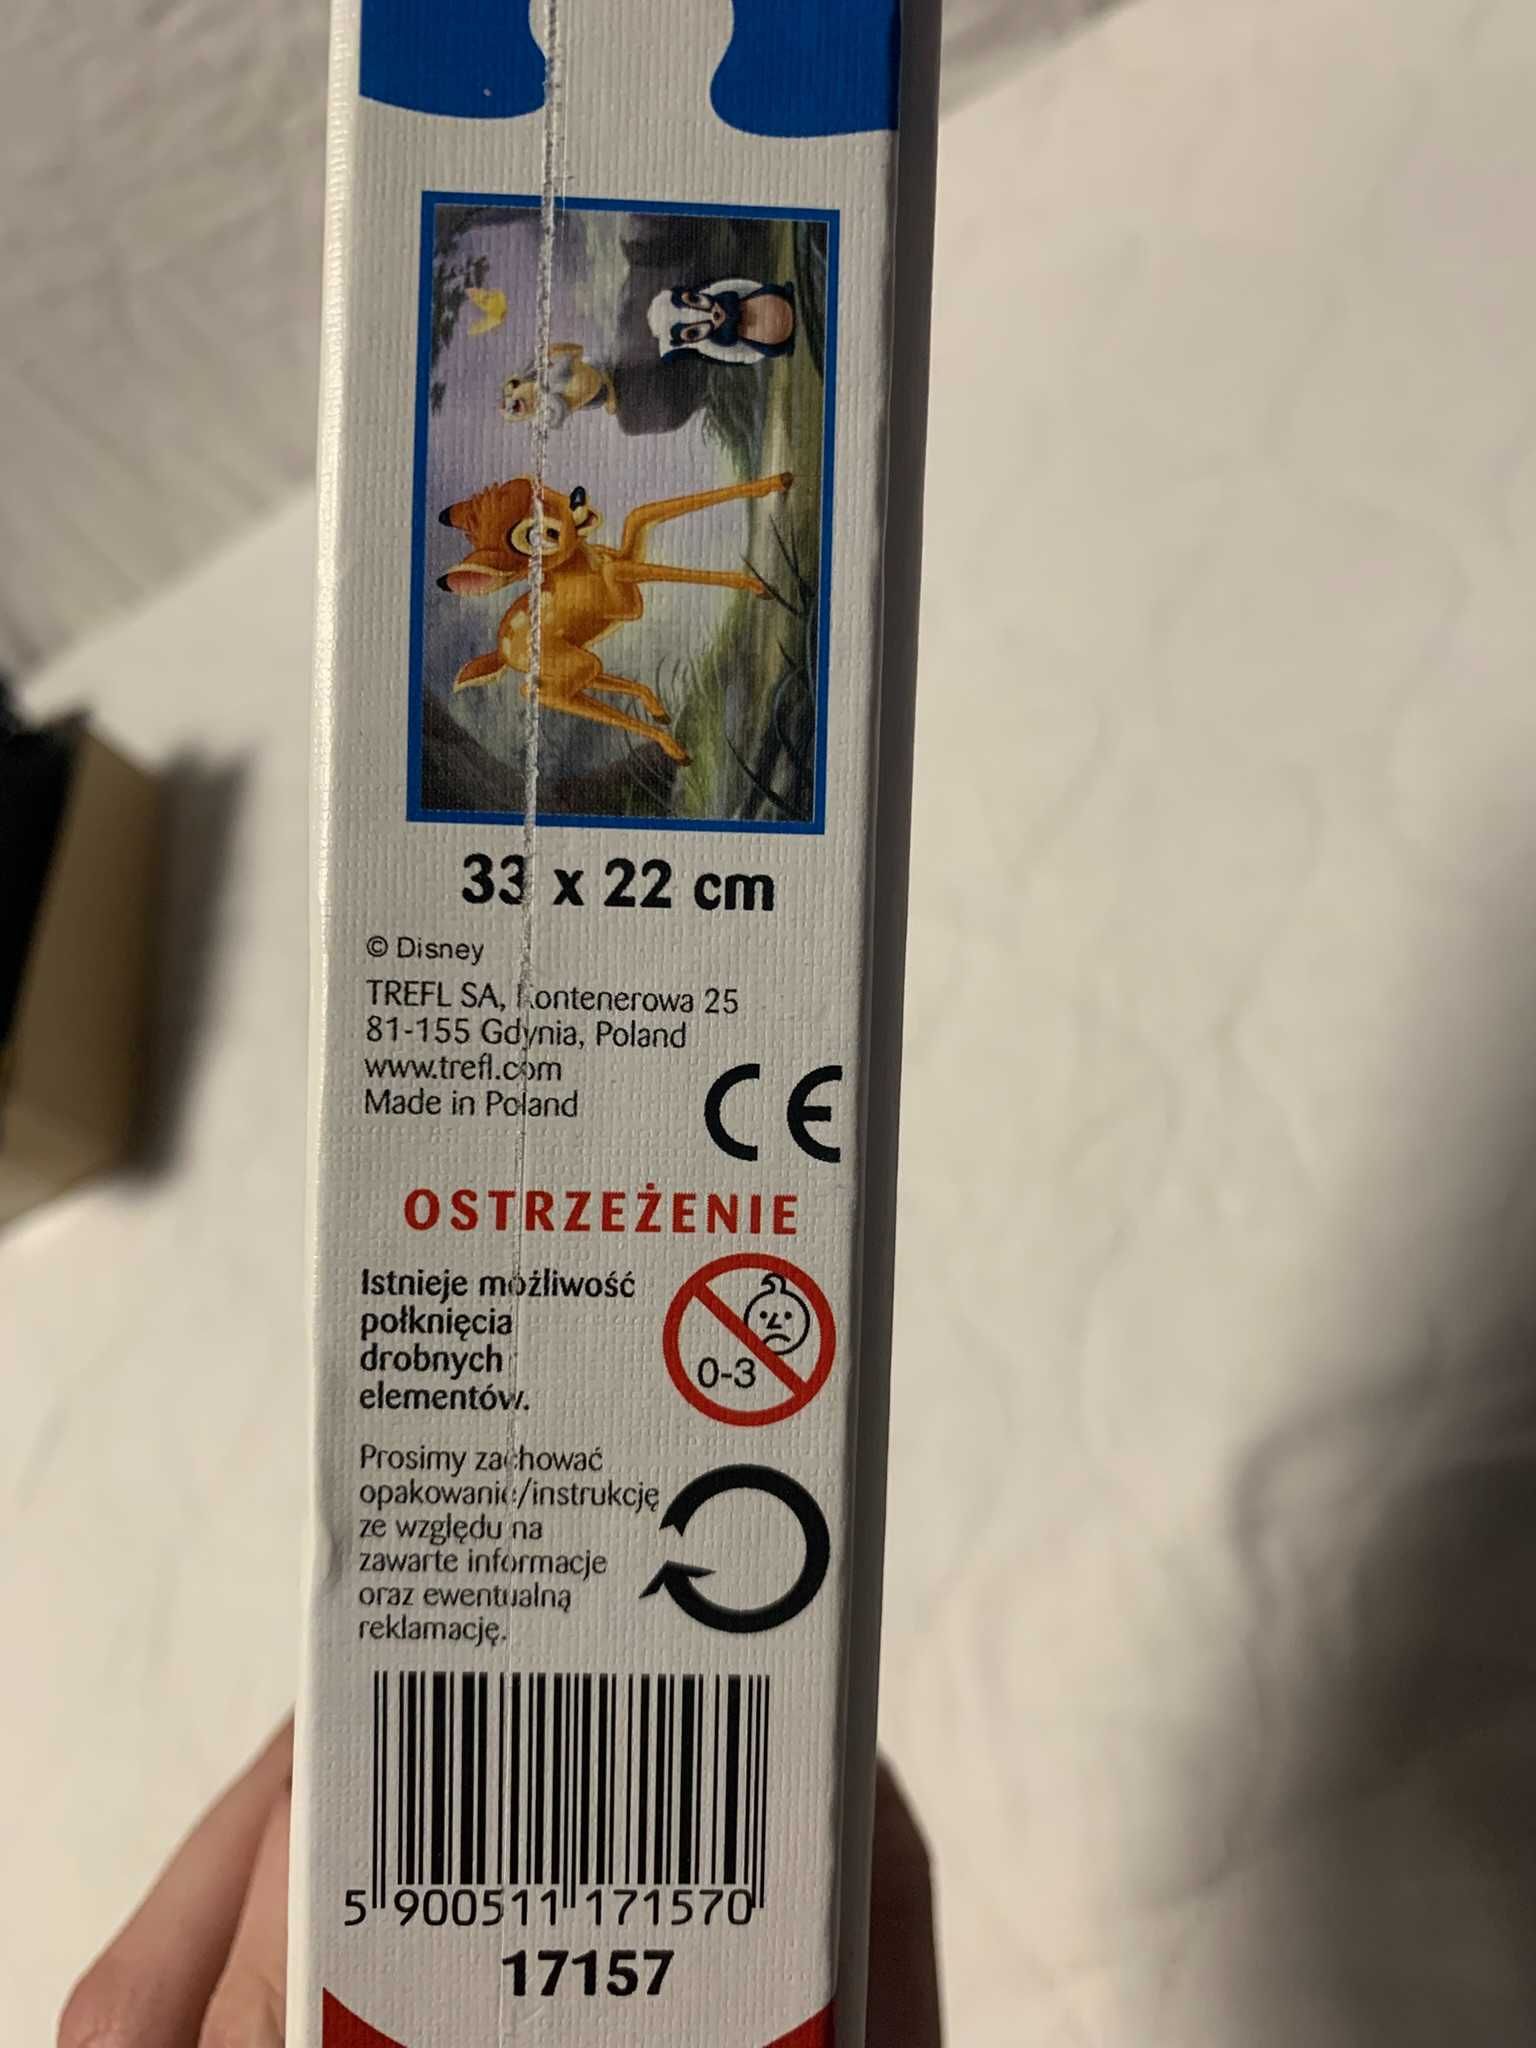 33 x 22 cm
© Disney
TREFL SA, Kontenerowa 25
81-155 Gdynia, Poland
www.trefl.com
Made in Poland
CE
OSTRZEŻENIE
Istnieje możliwość
połknięcia
drobnych
elementów.
0-3
Prosimy zachować
opakowanie/instrukcję
ze względu na
zawarte informacje
oraz ewentualną
reklamację.
5 900511 171570
17157